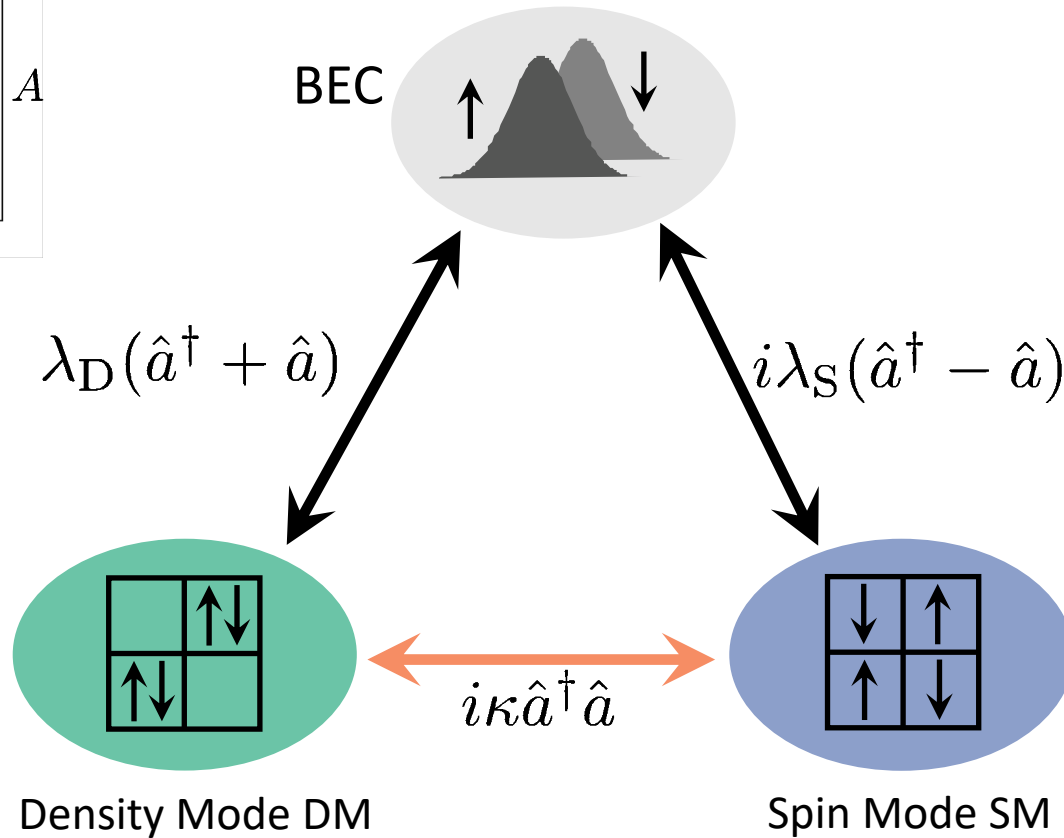 A
BEC ↑ ↓
λ_D(â† + â)
iλ_S(â† − â)
↑↓
↑↓
↓ ↑
↑ ↓
iκâ†â
Density Mode DM
Spin Mode SM